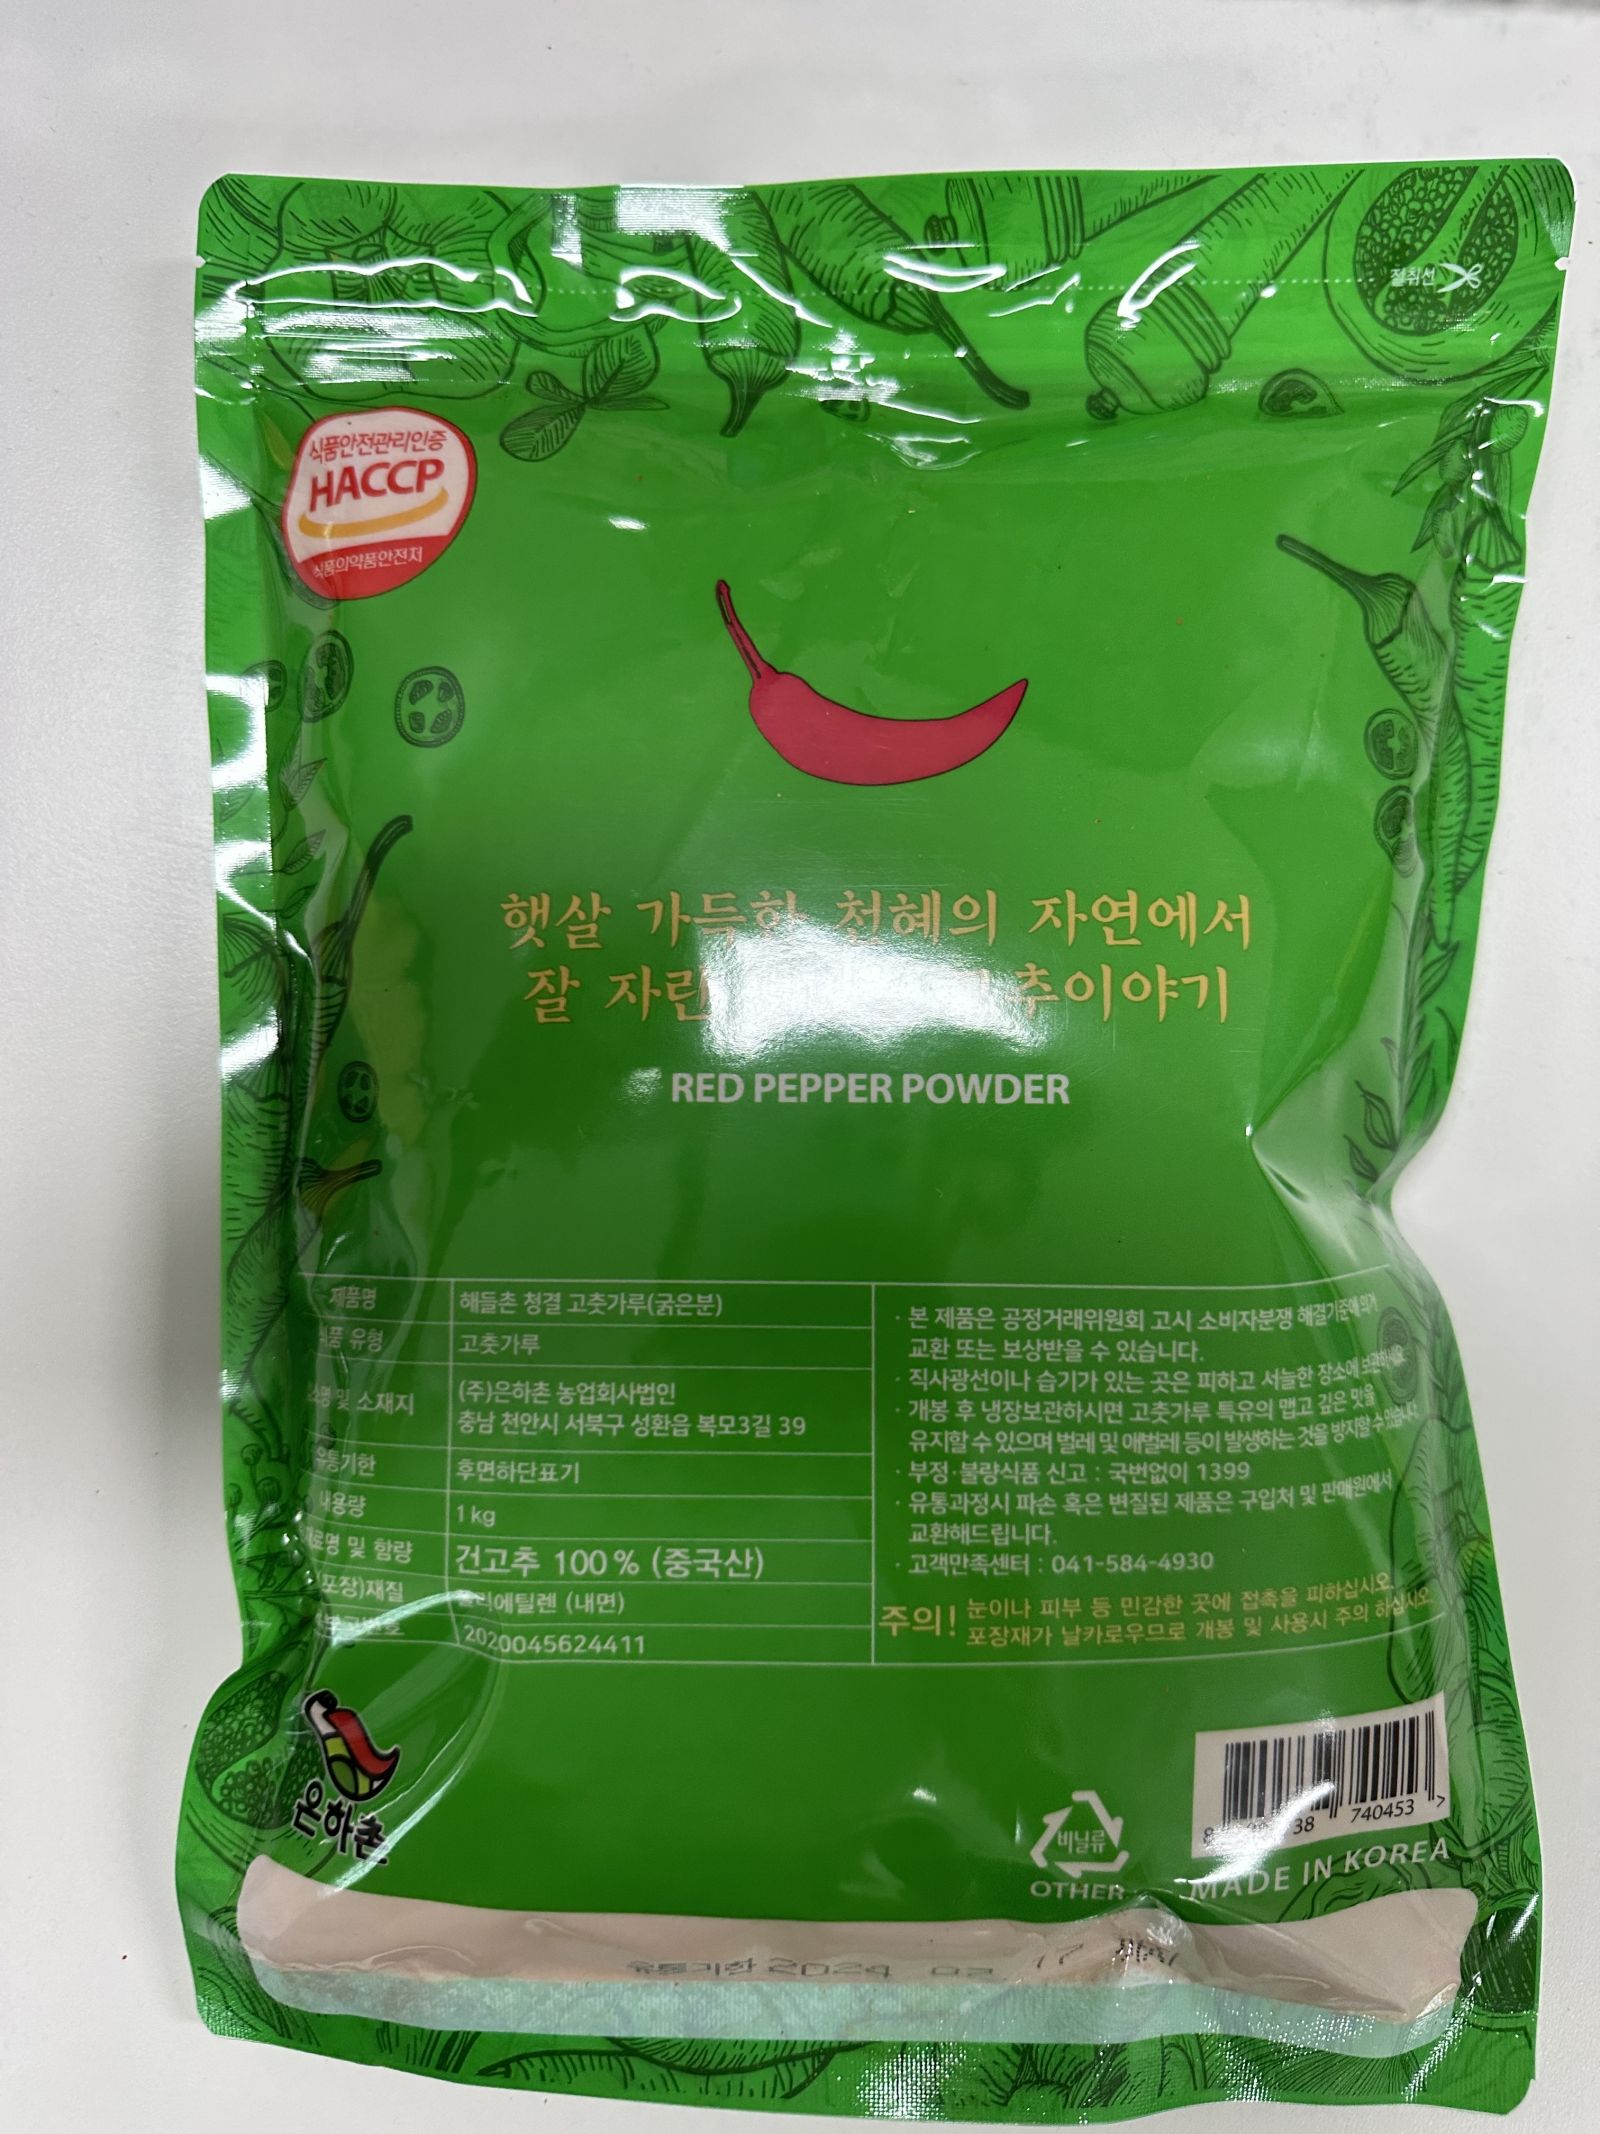 절취선
식품안전관리인증
HACCP
식품의약품안전처
햇살 가득한 천혜의 자연에서
잘 자란 추이야기
RED PEPPER POWDER
제품명 해들촌 청결 고춧가루(굵은분)
식품 유형 고춧가루
및 소재지 (주)은하촌 농업회사법인
충남 천안시 서북구 성환읍 복모3길 39
유통기한 후면하단표기
내용량 1kg
및 함량 건고추 100% (중국산)
포장)재질 폴리에틸렌 (내면)
2020045624411
· 본 제품은 공정거래위원회 고시 소비자분쟁 해결기준에 의거
교환 또는 보상받을 수 있습니다.
· 직사광선이나 습기가 있는 곳은 피하고 서늘한 장소에 보관하세요.
· 개봉 후 냉장보관하시면 고춧가루 특유의 맵고 깊은 맛을
유지할 수 있으며 벌레 및 애벌레 등이 발생하는 것을 방지할 수 있습니다.
· 부정·불량식품 신고 : 국번없이 1399
· 유통과정시 파손 혹은 변질된 제품은 구입처 및 판매원에서
교환해드립니다.
· 고객만족센터 : 041-584-4930
주의! 눈이나 피부 등 민감한 곳에 접촉을 피하십시오.
포장재가 날카로우므로 개봉 및 사용시 주의 하십시오.
온하촌
비닐류
OTHER
8 38 740453 >
MADE IN KOREA
유통기한 2024 17 까지